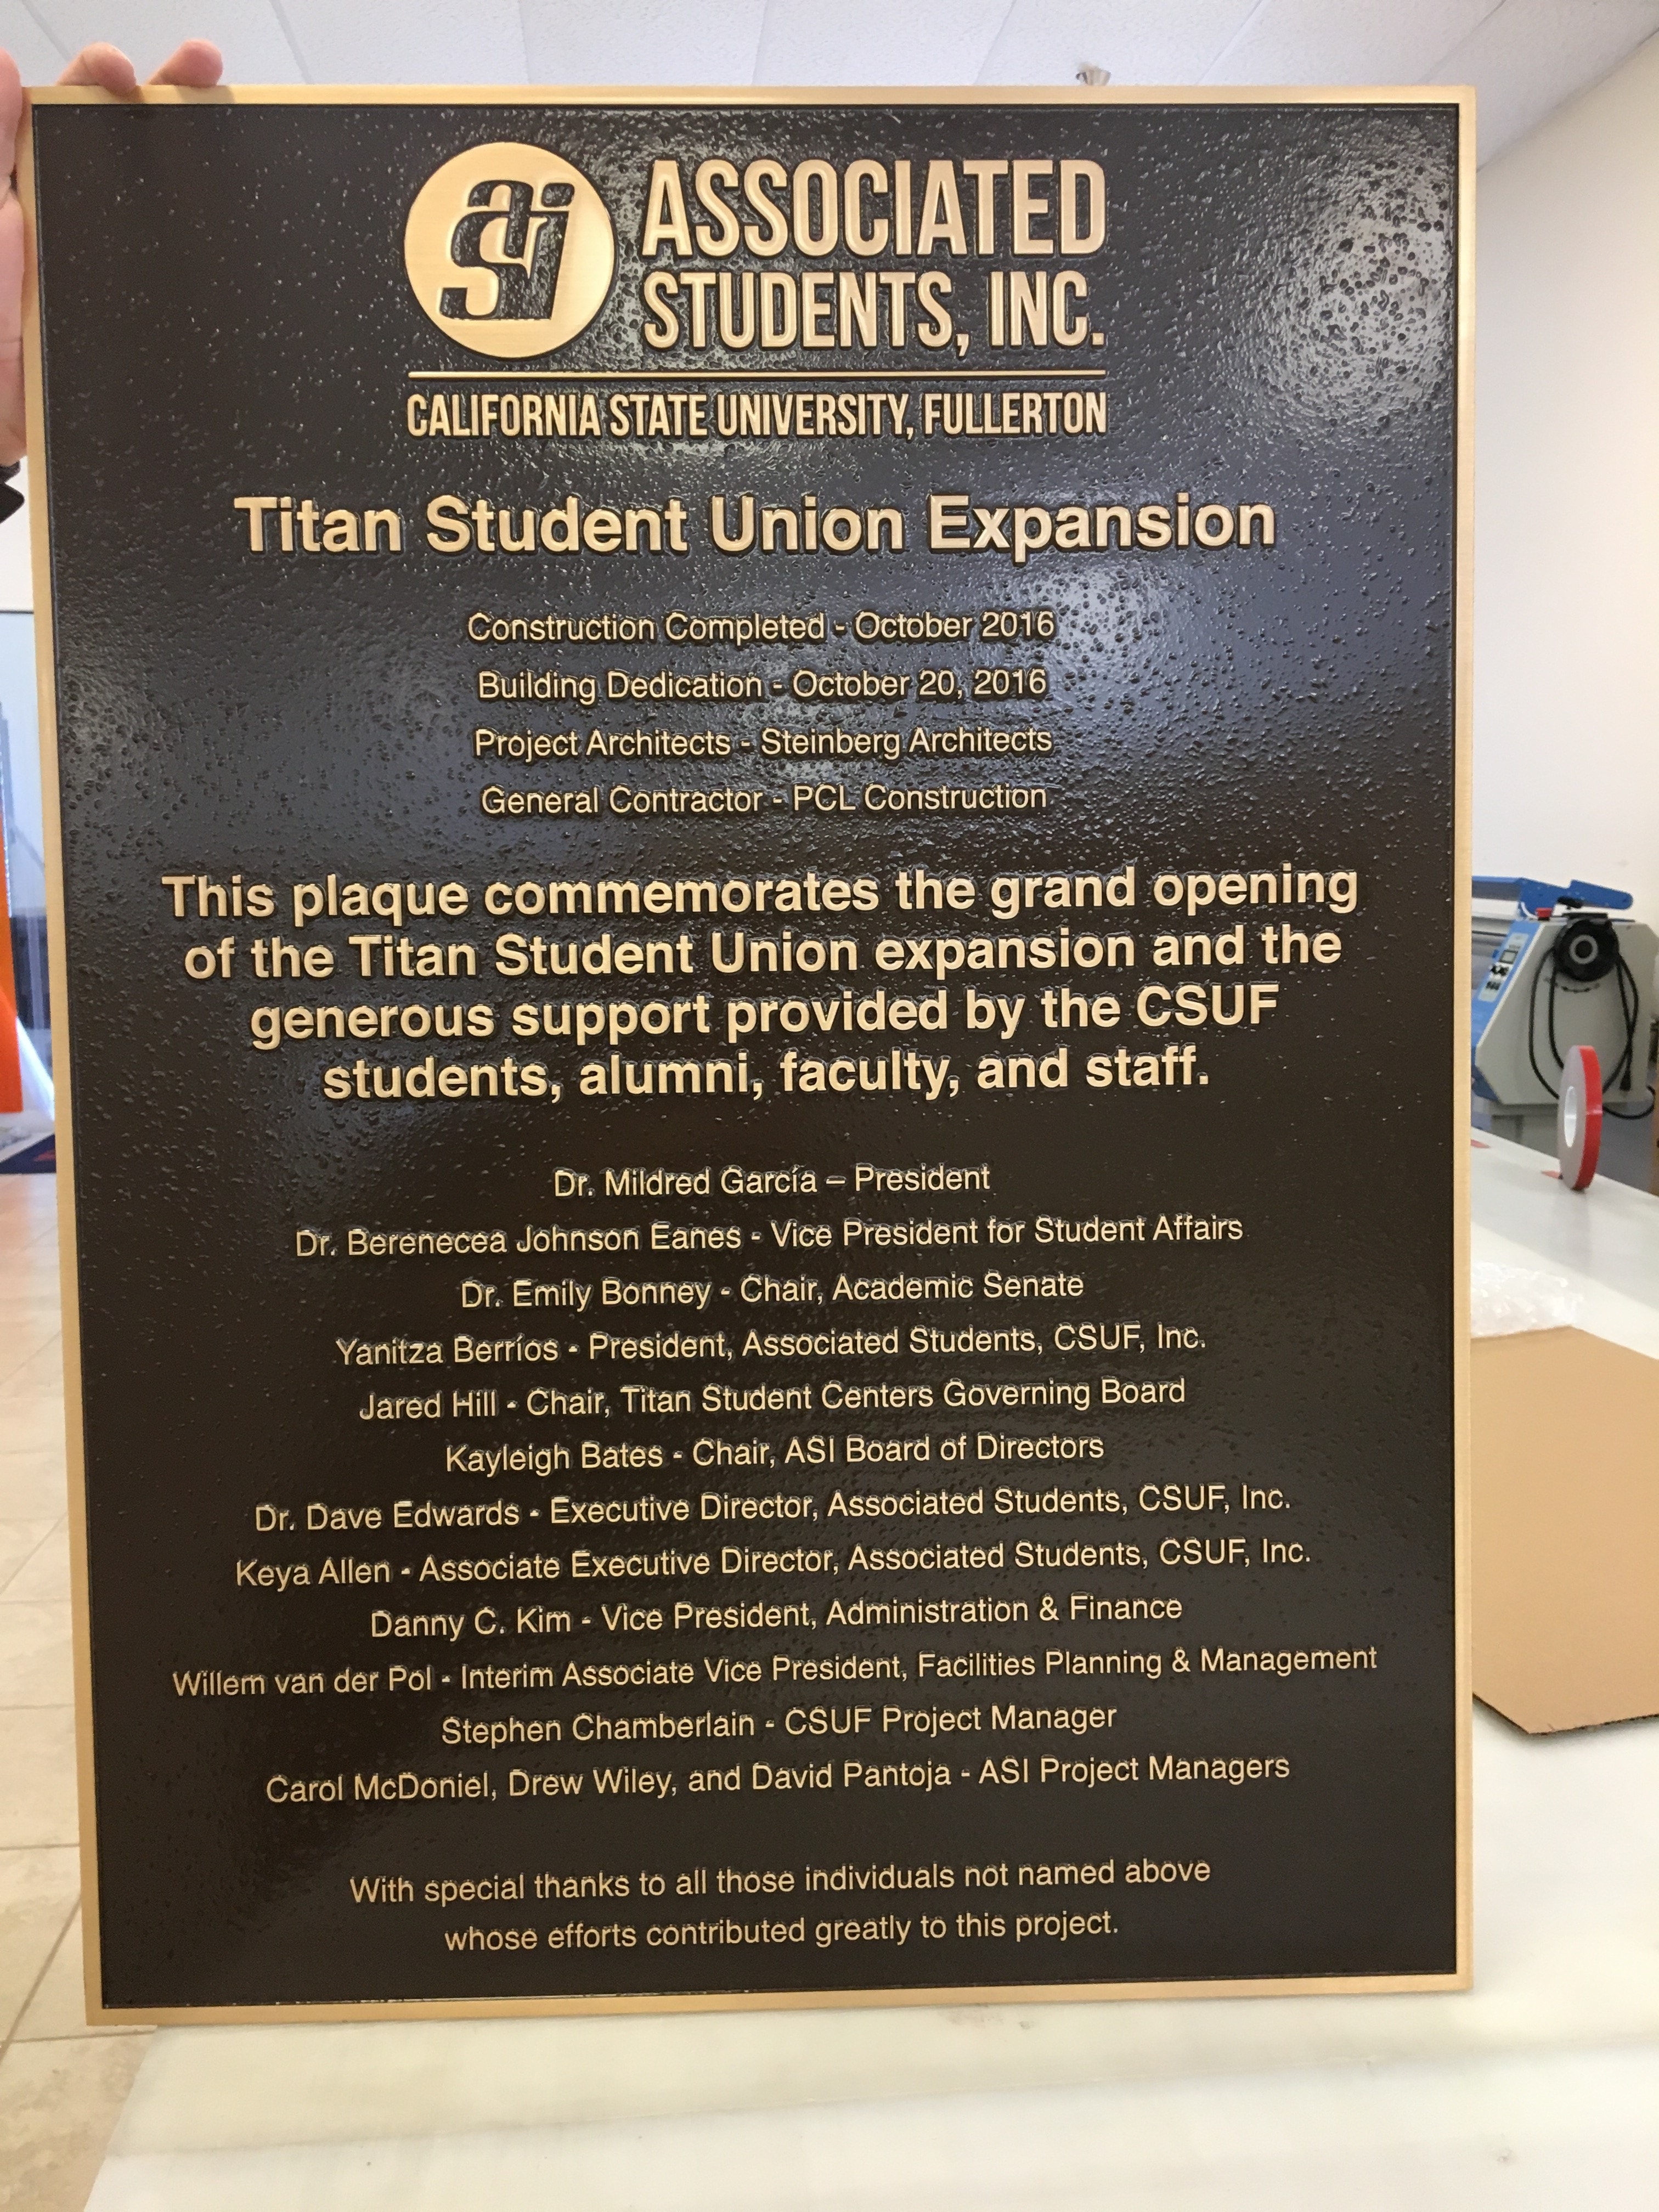 asi
ASSOCIATED
STUDENTS, INC.
CALIFORNIA STATE UNIVERSITY, FULLERTON
Titan Student Union Expansion
Construction Completed - October 2016
Building Dedication - October 20, 2016
Project Architects - Steinberg Architects
General Contractor - PCL Construction
This plaque commemorates the grand opening
of the Titan Student Union expansion and the
generous support provided by the CSUF
students, alumni, faculty, and staff.
Dr. Mildred García – President
Dr. Berenecea Johnson Eanes - Vice President for Student Affairs
Dr. Emily Bonney - Chair, Academic Senate
Yanitza Berríos - President, Associated Students, CSUF, Inc.
Jared Hill - Chair, Titan Student Centers Governing Board
Kayleigh Bates - Chair, ASI Board of Directors
Dr. Dave Edwards - Executive Director, Associated Students, CSUF, Inc.
Keya Allen - Associate Executive Director, Associated Students, CSUF, Inc.
Danny C. Kim - Vice President, Administration & Finance
Willem van der Pol - Interim Associate Vice President, Facilities Planning & Management
Stephen Chamberlain - CSUF Project Manager
Carol McDoniel, Drew Wiley, and David Pantoja - ASI Project Managers
With special thanks to all those individuals not named above
whose efforts contributed greatly to this project.